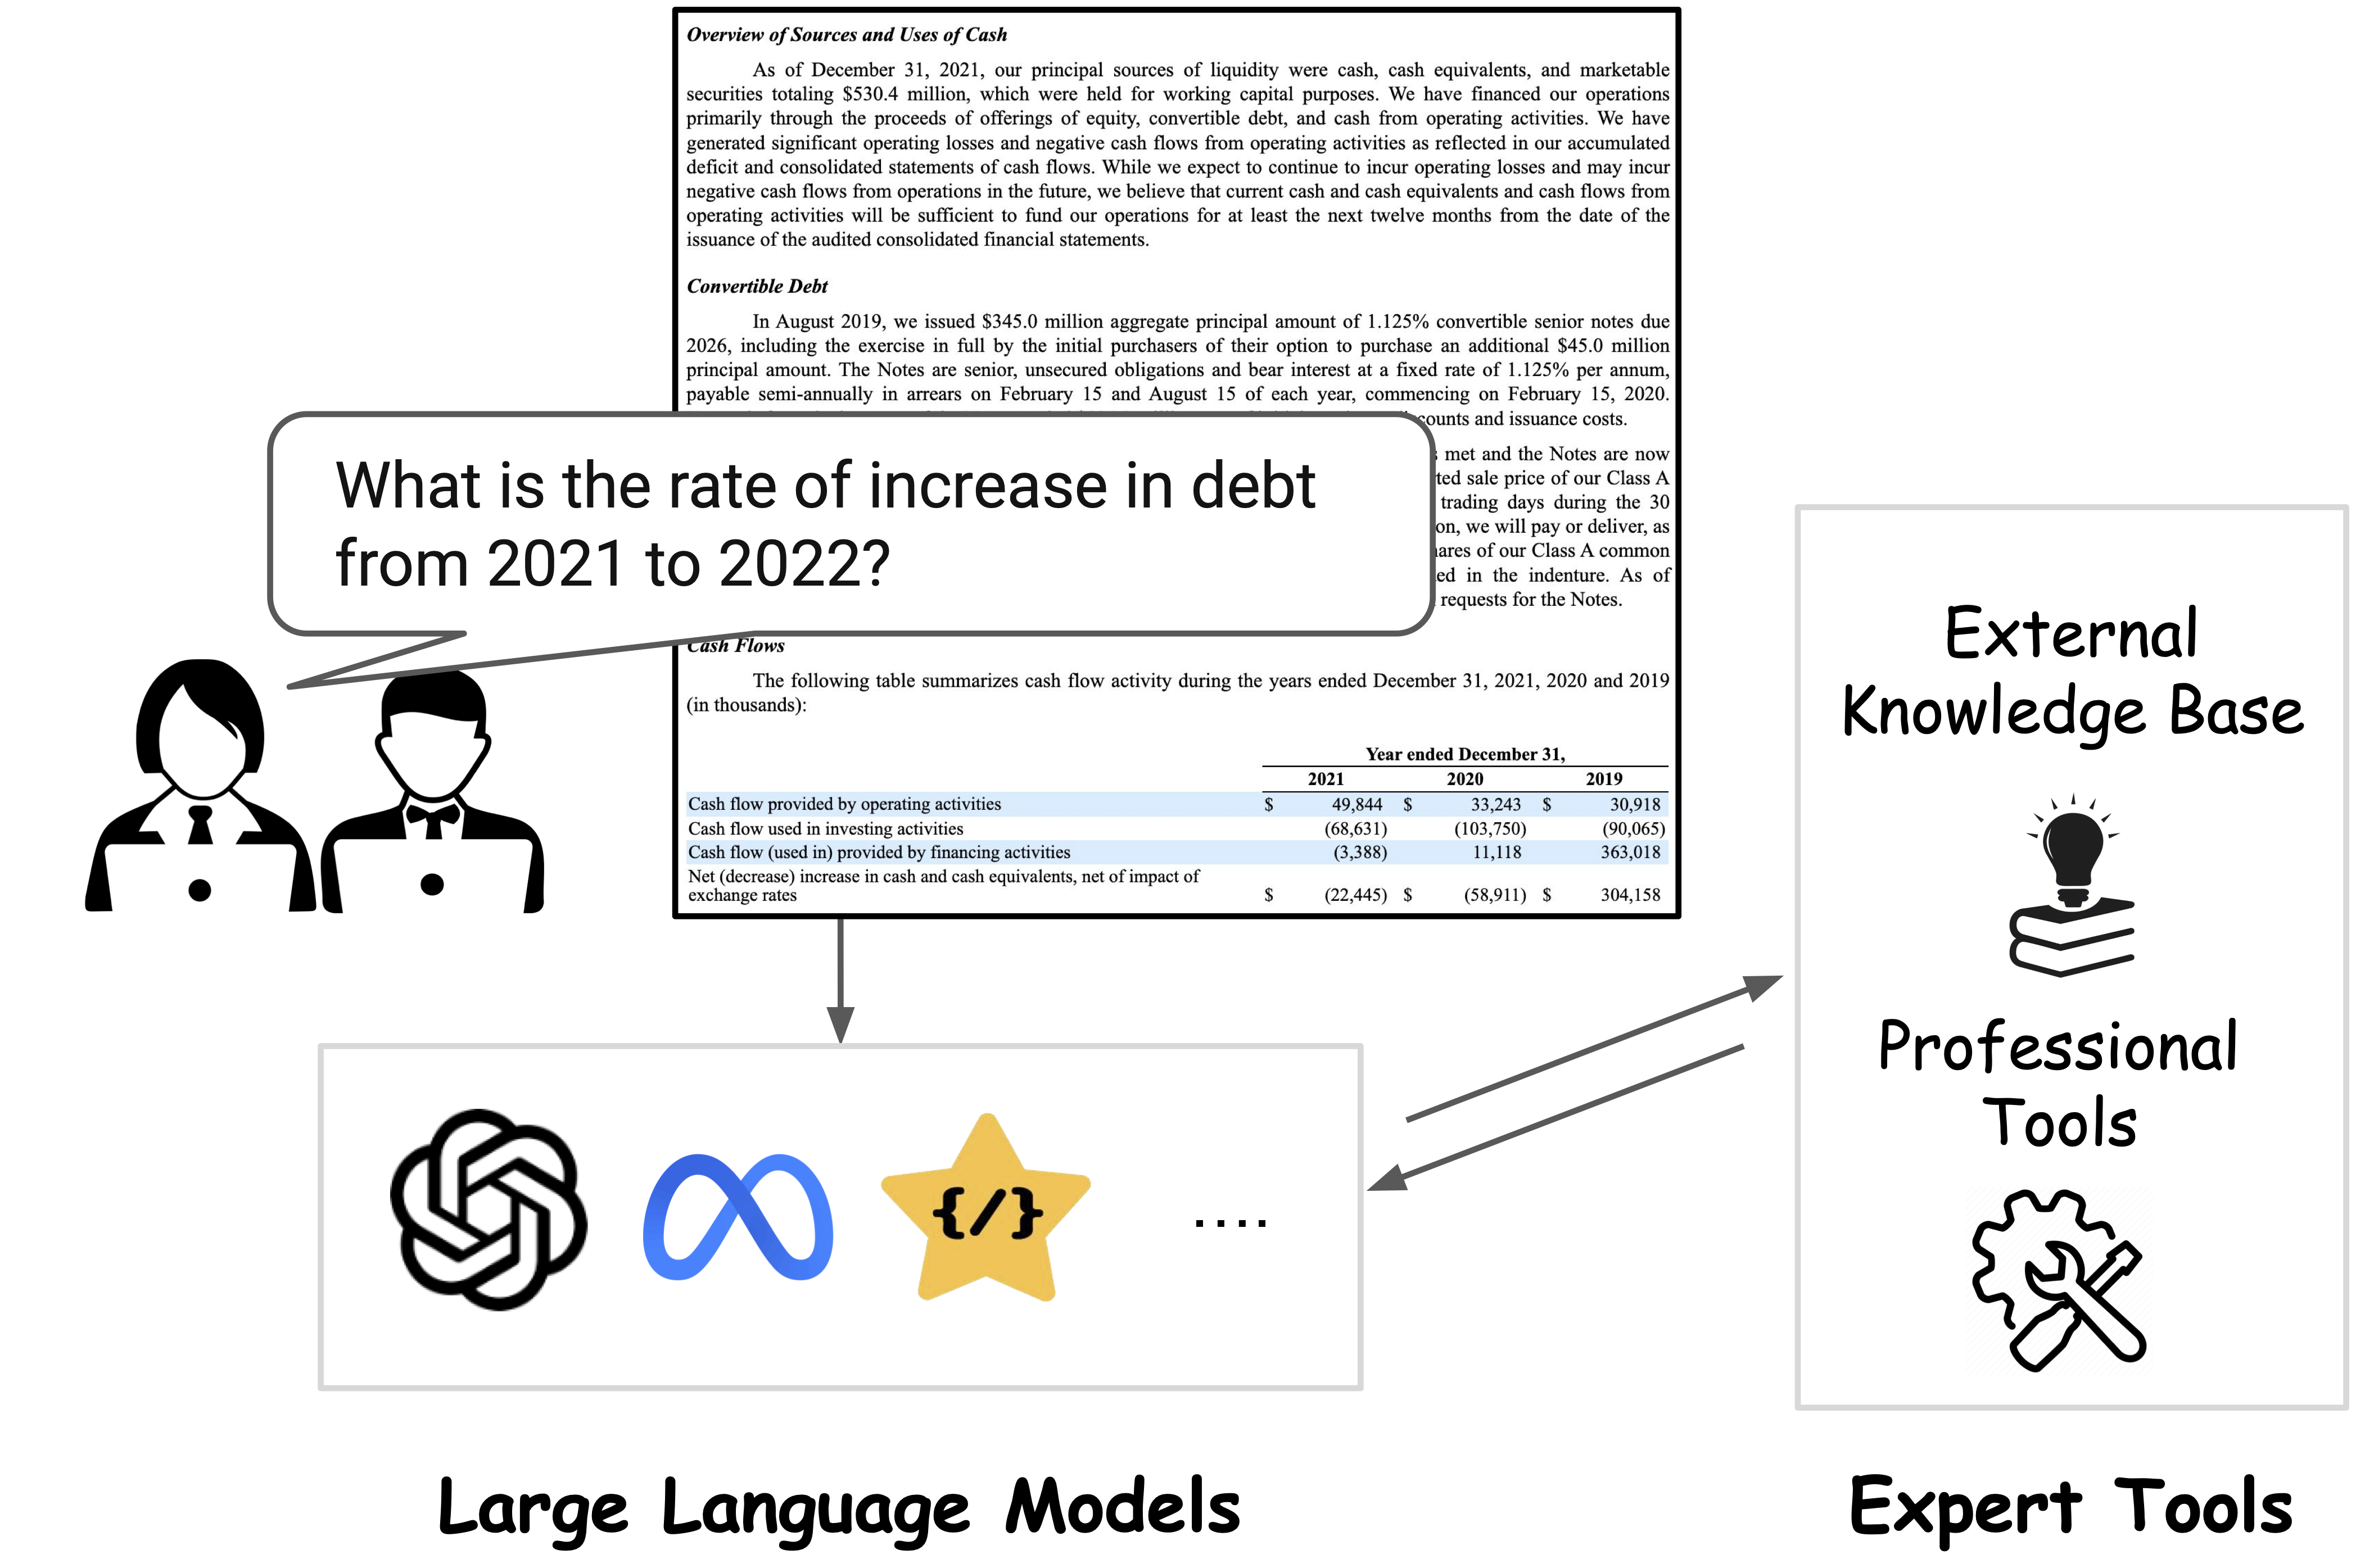 Overview of Sources and Uses of Cash
As of December 31, 2021, our principal sources of liquidity were cash, cash equivalents, and marketable
securities totaling $530.4 million, which were held for working capital purposes. We have financed our operations
primarily through the proceeds of offerings of equity, convertible debt, and cash from operating activities. We have
generated significant operating losses and negative cash flows from operating activities as reflected in our accumulated
deficit and consolidated statements of cash flows. While we expect to continue to incur operating losses and may incur
negative cash flows from operations in the future, we believe that current cash and cash equivalents and cash flows from
operating activities will be sufficient to fund our operations for at least the next twelve months from the date of the
issuance of the audited consolidated financial statements.
Convertible Debt
In August 2019, we issued $345.0 million aggregate principal amount of 1.125% convertible senior notes due
2026, including the exercise in full by the initial purchasers of their option to purchase an additional $45.0 million
principal amount. The Notes are senior, unsecured obligations and bear interest at a fixed rate of 1.125% per annum,
payable semi-annually in arrears on February 15 and August 15 of each year, commencing on February 15, 2020.
and issuance costs.
met and the Notes are now
sale price of our Class A
trading days during the 30
we will pay or deliver, as
of our Class A common
in the indenture. As of
requests for the Notes.
What is the rate of increase in debt
from 2021 to 2022?
Cash Flows
The following table summarizes cash flow activity during the years ended December 31, 2021, 2020 and 2019
(in thousands):
Year ended December 31,
2021 2020 2019
Cash flow provided by operating activities $ 49,844 $ 33,243 $ 30,918
Cash flow used in investing activities (68,631) (103,750) (90,065)
Cash flow (used in) provided by financing activities (3,388) 11,118 363,018
Net (decrease) increase in cash and cash equivalents, net of impact of
exchange rates $ (22,445) $ (58,911) $ 304,158
External
Knowledge Base
Professional
Tools
{/}
....
Large Language Models
Expert Tools